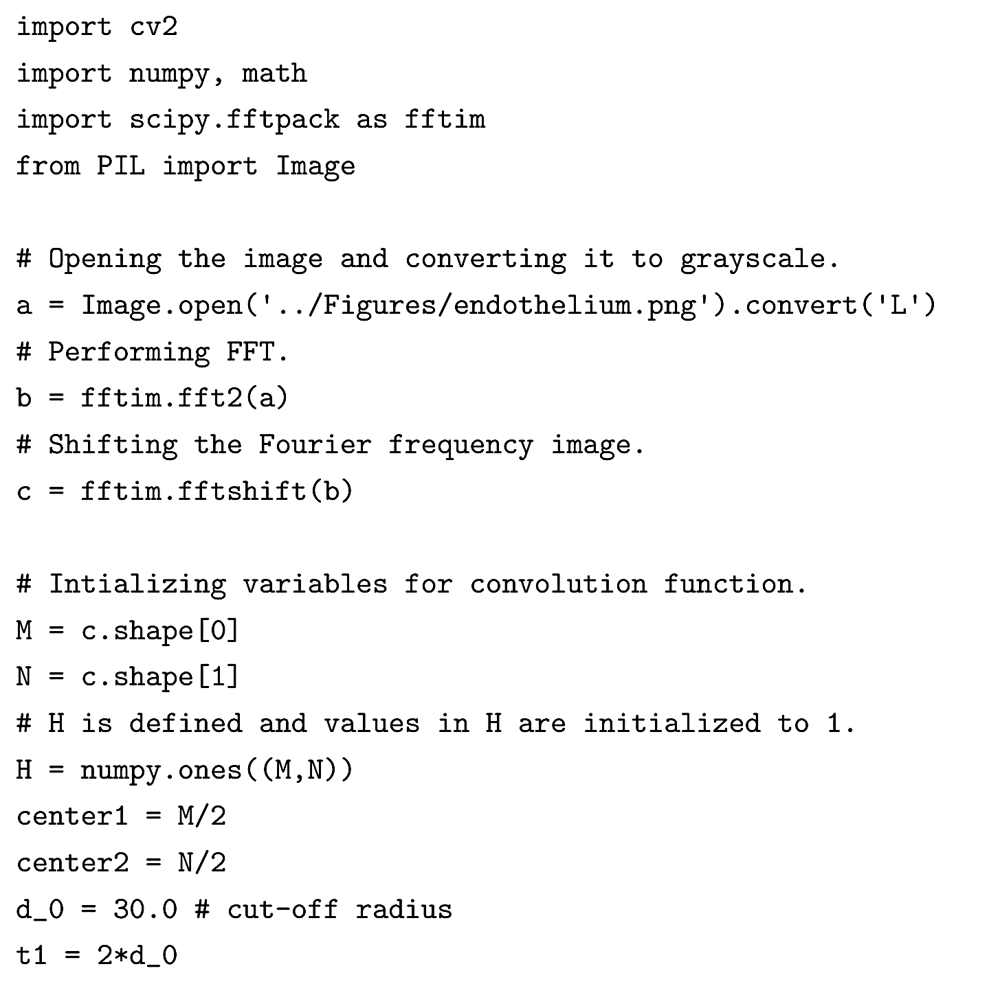 import cv2
import numpy, math
import scipy.fftpack as fftim
from PIL import Image
# Opening the image and converting it to grayscale.
a = Image.open('../Figures/endothelium.png').convert('L')
# Performing FFT.
b = fftim.fft2(a)
# Shifting the Fourier frequency image.
c = fftim.fftshift(b)
# Intializing variables for convolution function.
M = c.shape[0]
N = c.shape[1]
# H is defined and values in H are initialized to 1.
H = numpy.ones((M,N))
center1 = M/2
center2 = N/2
d_0 = 30.0 # cut-off radius
t1 = 2*d_0